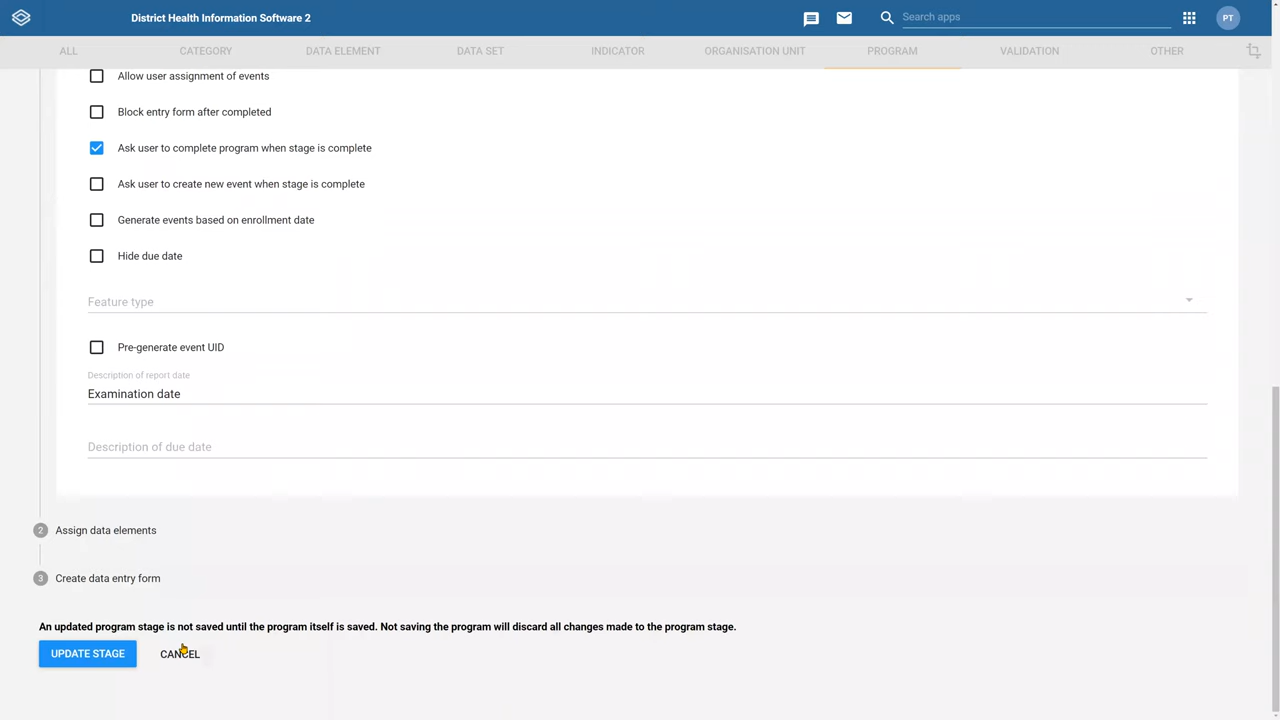 District Health Information Software 2
Search apps
PT
ALL
CATEGORY
DATA ELEMENT
DATA SET
INDICATOR
ORGANISATION UNIT
PROGRAM
VALIDATION
OTHER
Allow user assignment of events
Block entry form after completed
Ask user to complete program when stage is complete
Ask user to create new event when stage is complete
Generate events based on enrollment date
Hide due date
Feature type
Pre-generate event UID
Description of report date
Examination date
Description of due date
2 Assign data elements
3 Create data entry form
An updated program stage is not saved until the program itself is saved. Not saving the program will discard all changes made to the program stage.
UPDATE STAGE
CANCEL